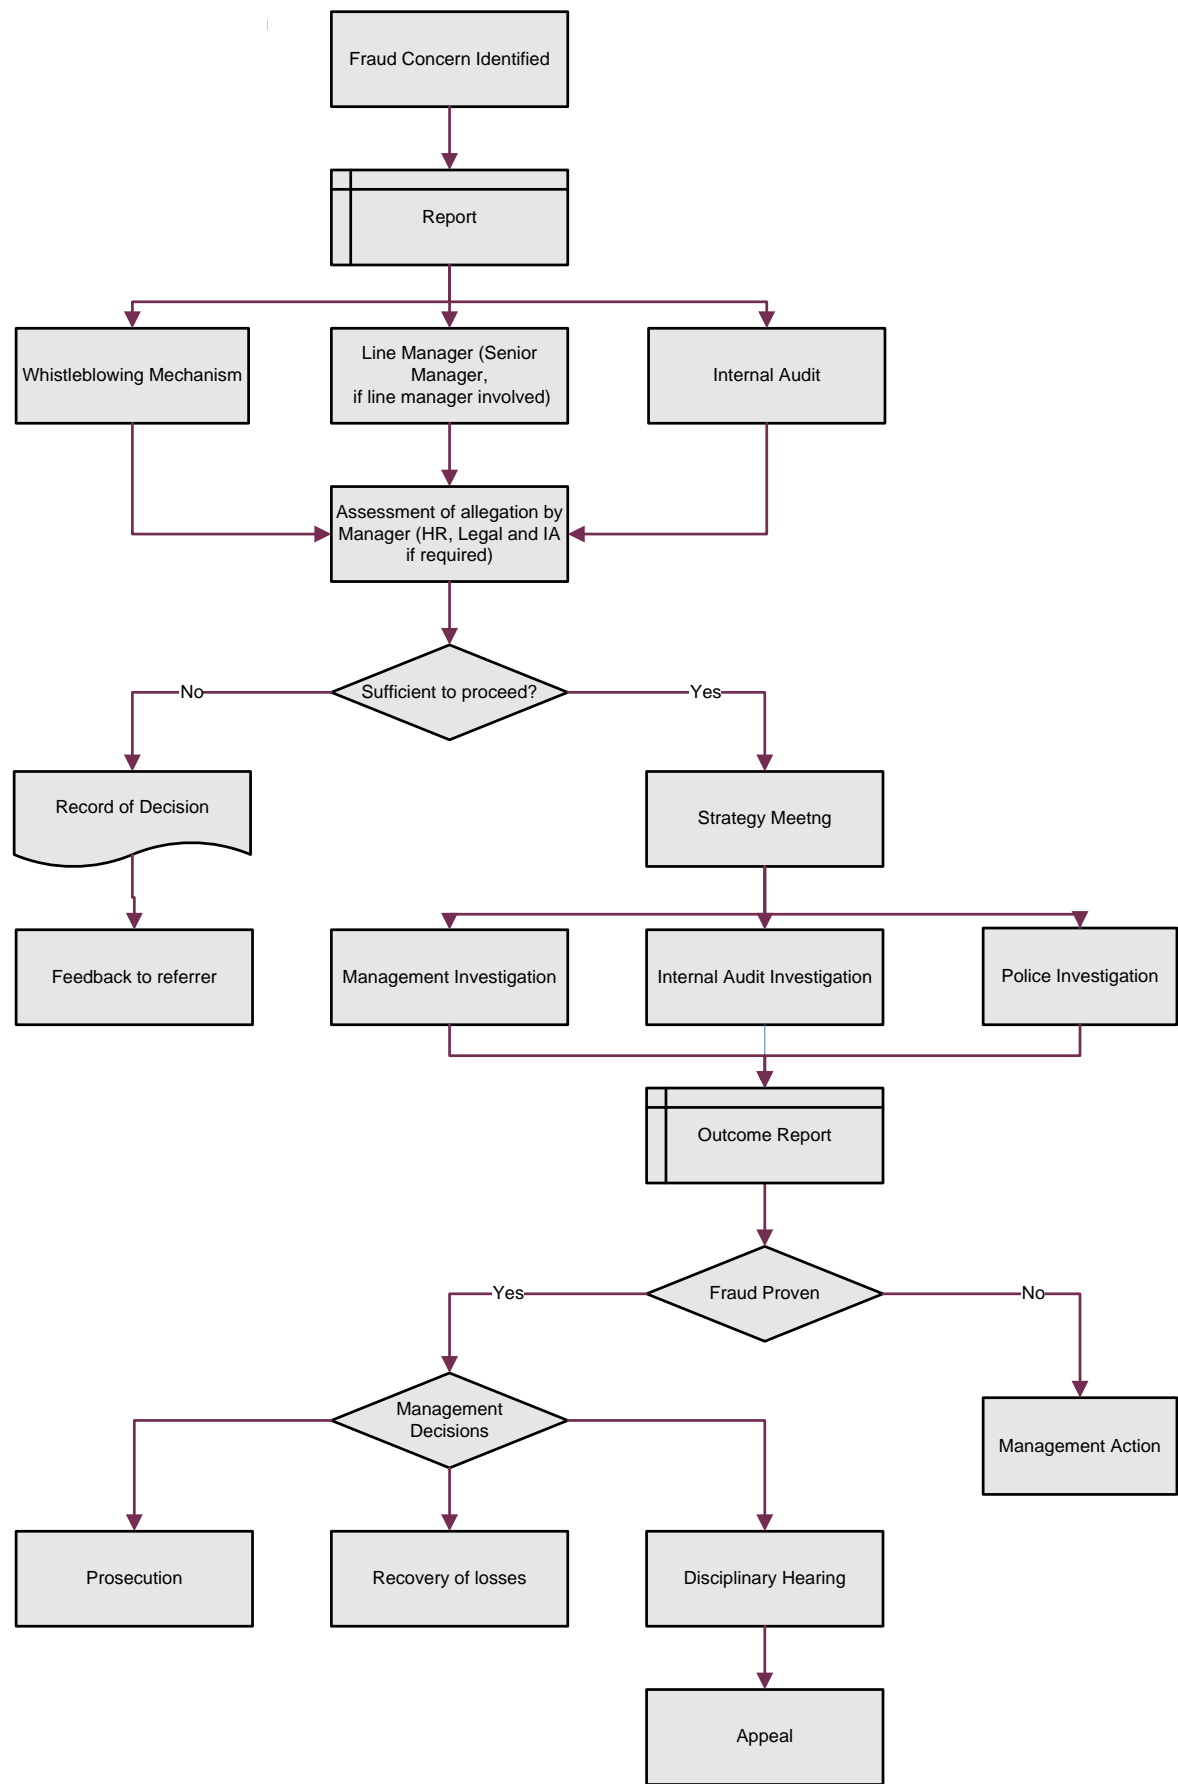 Fraud Concern Identified
Report
Whistleblowing Mechanism
Line Manager (Senior
Manager,
if line manager involved)
Internal Audit
Assessment of allegation by
Manager (HR, Legal and IA
if required)
Sufficient to proceed?
No
Yes
Record of Decision
Strategy Meetng
Feedback to referrer
Management Investigation
Internal Audit Investigation
Police Investigation
Outcome Report
Fraud Proven
Yes
No
Management
Decisions
Management Action
Prosecution
Recovery of losses
Disciplinary Hearing
Appeal